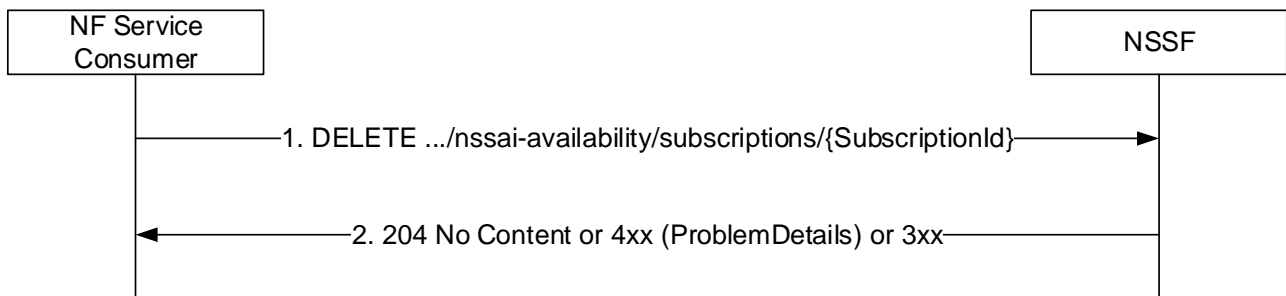 NF Service
Consumer
NSSF
1. DELETE .../nssai-availability/subscriptions/{SubscriptionId}
2. 204 No Content or 4xx (ProblemDetails) or 3xx